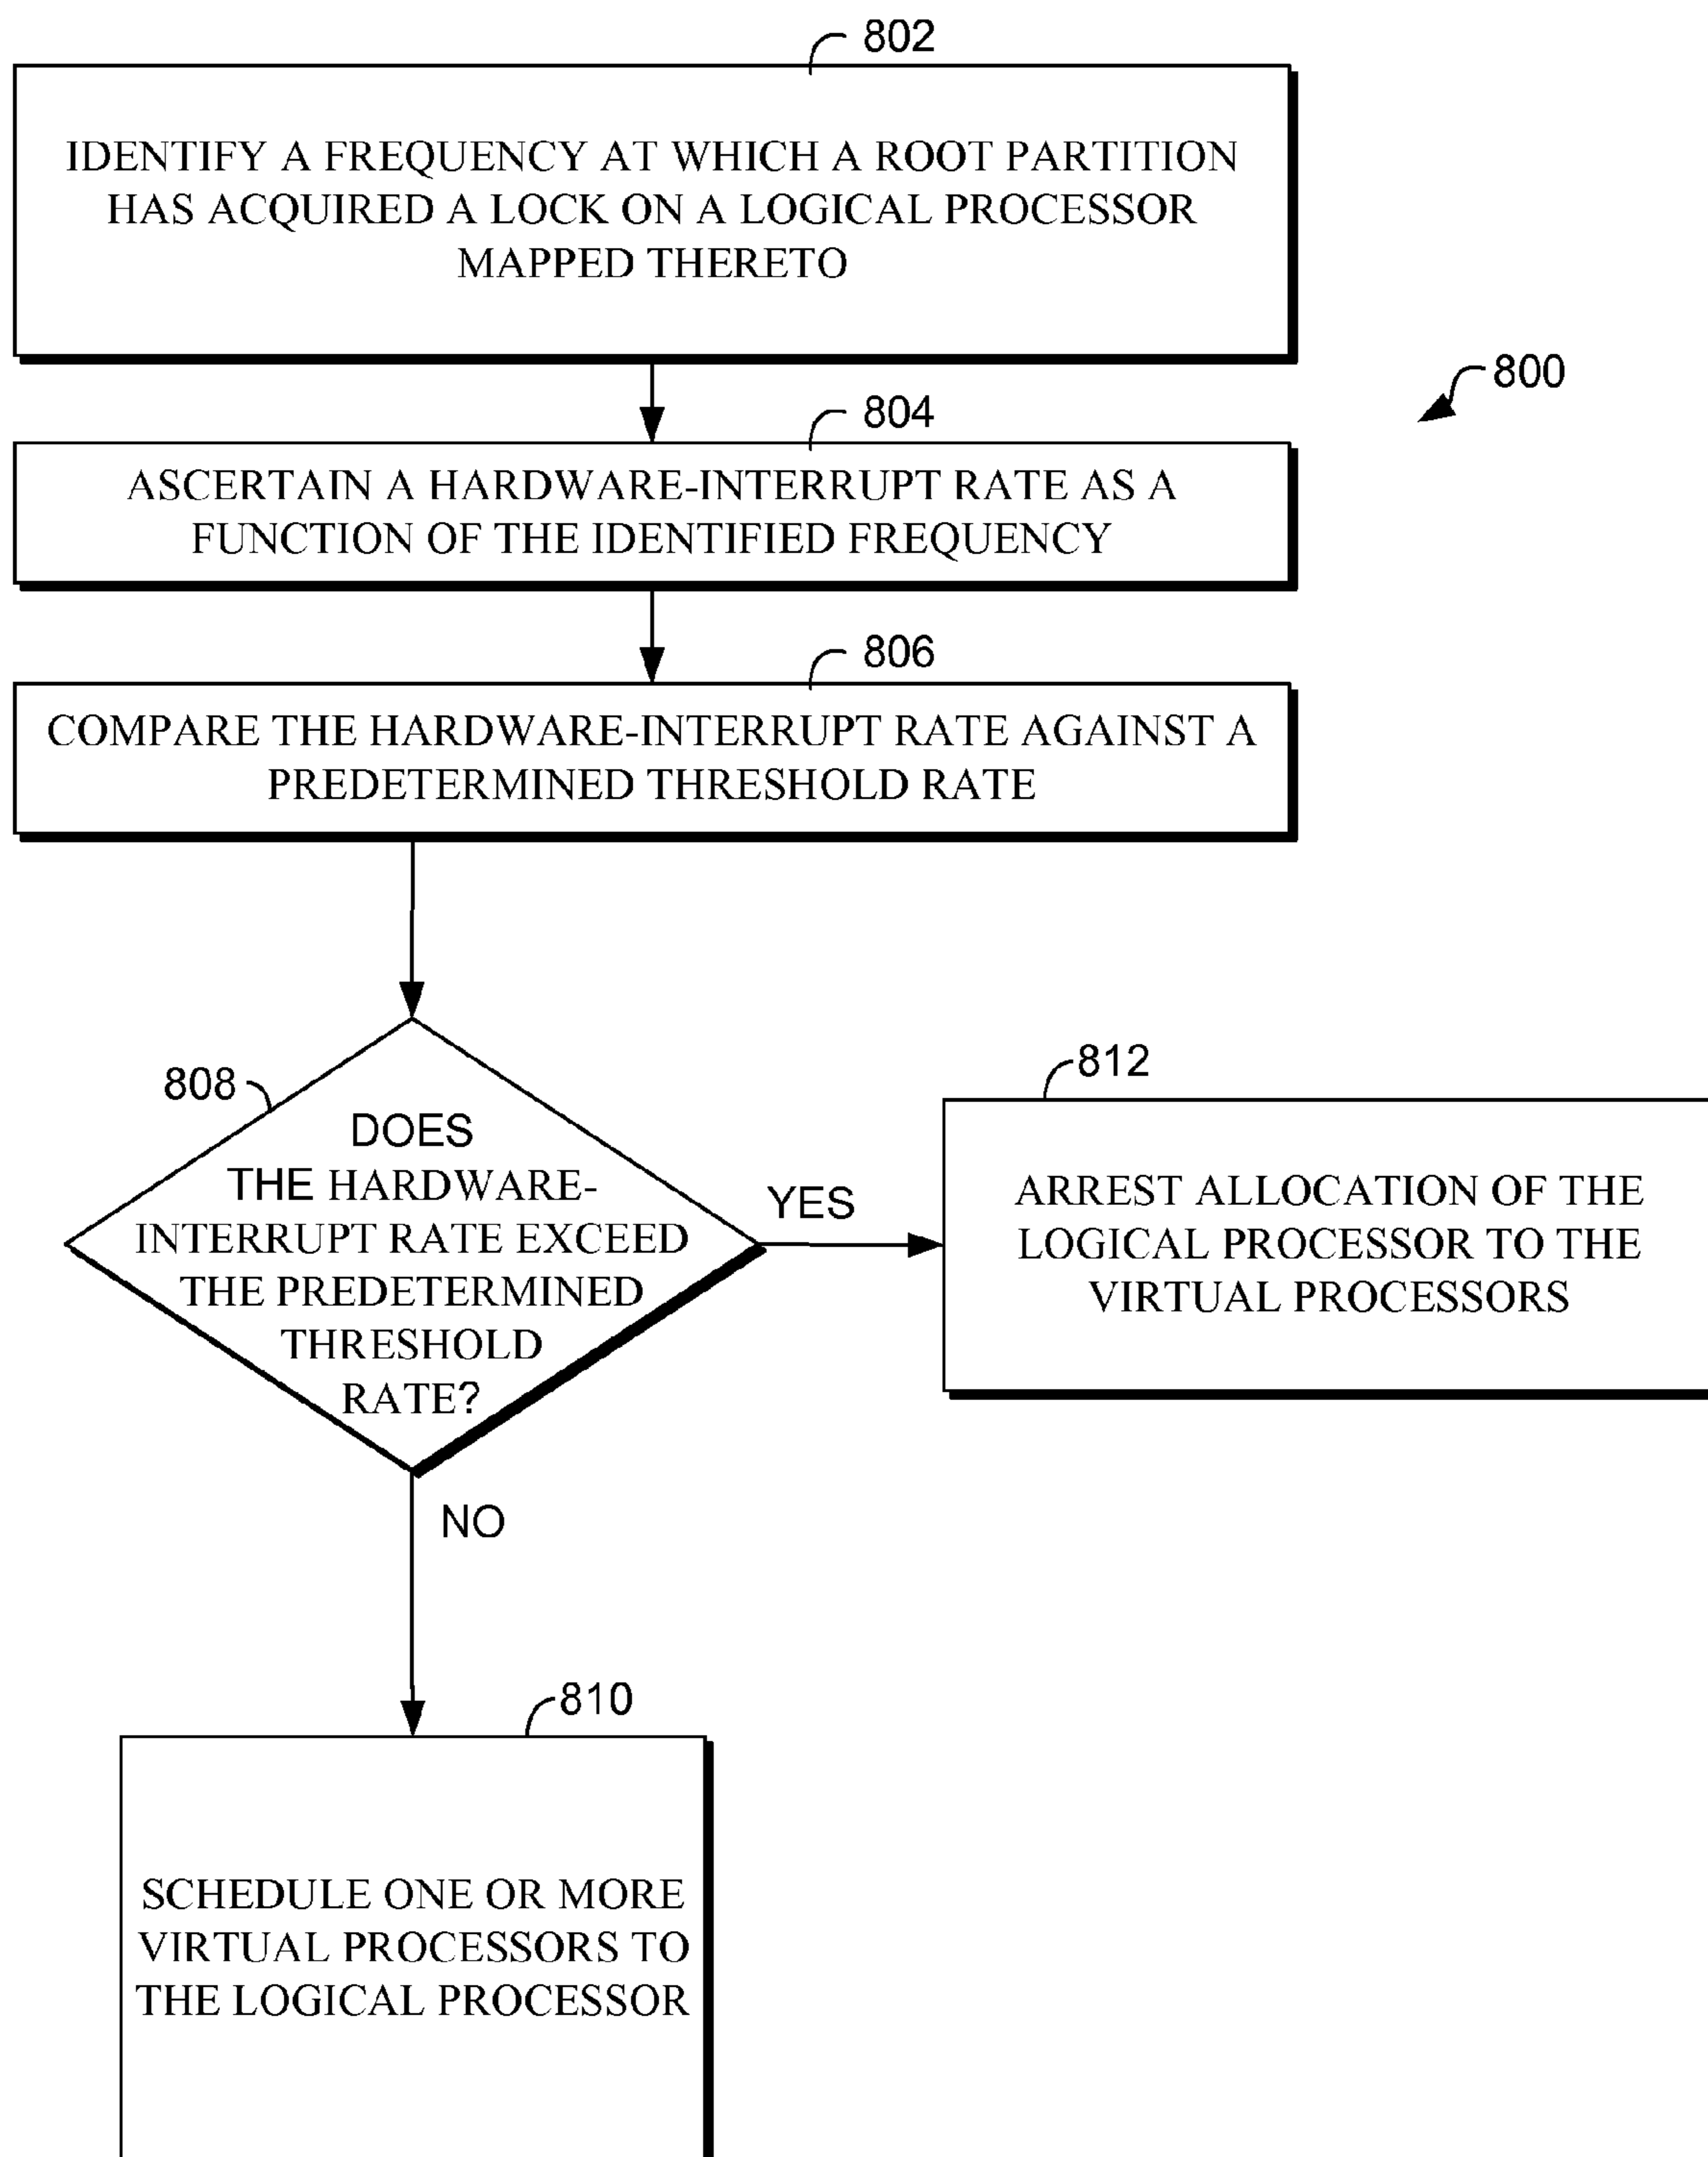 802
IDENTIFY A FREQUENCY AT WHICH A ROOT PARTITION
HAS ACQUIRED A LOCK ON A LOGICAL PROCESSOR
MAPPED THERETO
800
804
ASCERTAIN A HARDWARE-INTERRUPT RATE AS A
FUNCTION OF THE IDENTIFIED FREQUENCY
806
COMPARE THE HARDWARE-INTERRUPT RATE AGAINST A
PREDETERMINED THRESHOLD RATE
808
DOES
THE HARDWARE-
INTERRUPT RATE EXCEED
THE PREDETERMINED
THRESHOLD
RATE?
YES
812
ARREST ALLOCATION OF THE
LOGICAL PROCESSOR TO THE
VIRTUAL PROCESSORS
NO
810
SCHEDULE ONE OR MORE
VIRTUAL PROCESSORS TO
THE LOGICAL PROCESSOR